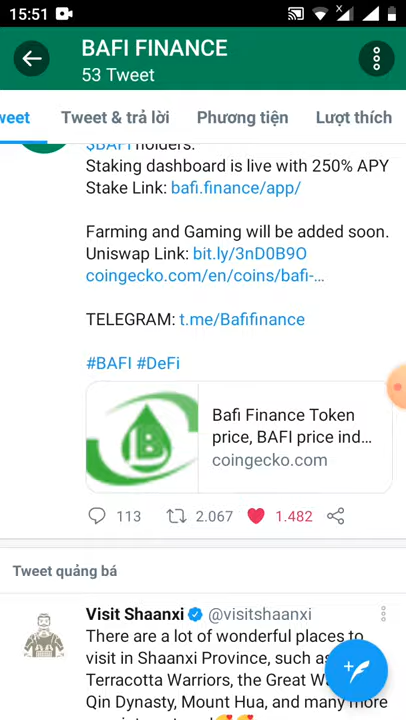 15:51
BAFI FINANCE
53 Tweet
weet
Tweet & trả lời
Phương tiện
Lượt thích
$BAFI holders.
Staking dashboard is live with 250% APY
Stake Link: bafi.finance/app/
Farming and Gaming will be added soon.
Uniswap Link: bit.ly/3nD0B9O
coingecko.com/en/coins/bafi-…
TELEGRAM: t.me/Bafifinance
#BAFI #DeFi
Bafi Finance Token
price, BAFI price ind…
coingecko.com
113
2.067
1.482
Tweet quảng bá
Visit Shaanxi @visitshaanxi
There are a lot of wonderful places to
visit in Shaanxi Province, such as
Terracotta Warriors, the Great
Qin Dynasty, Mount Hua, and many more